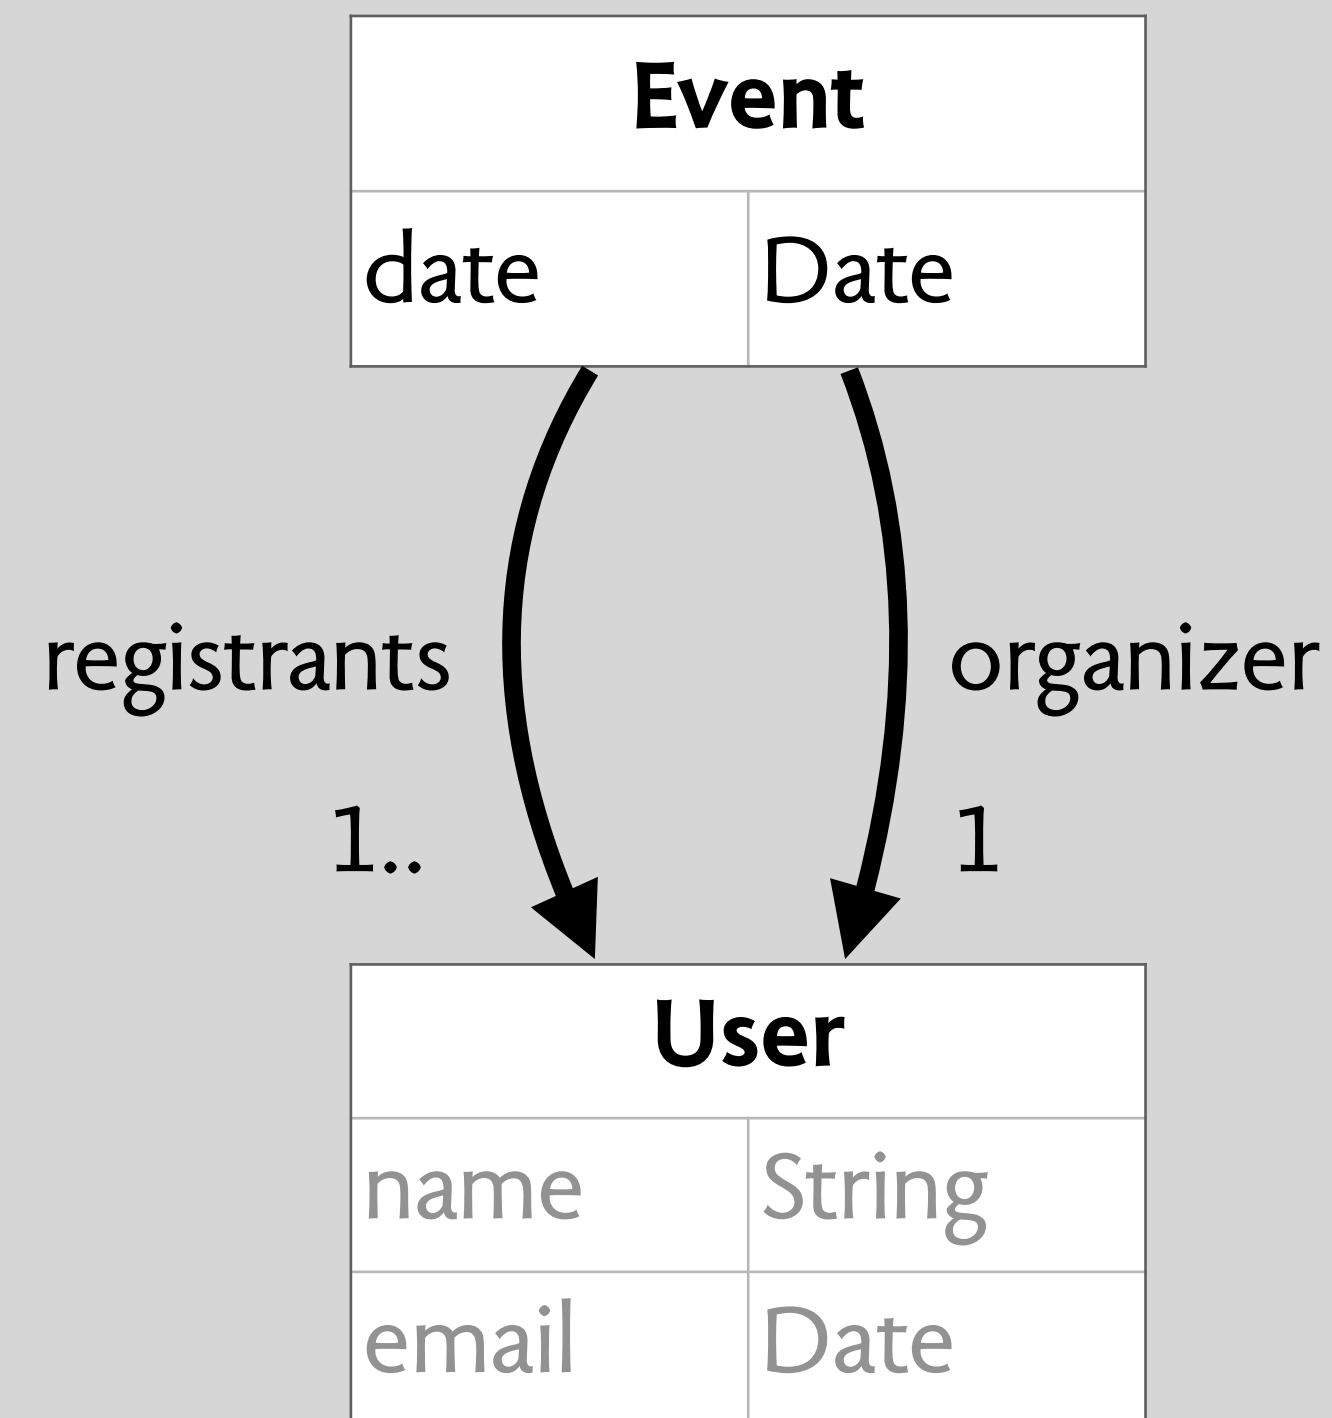 Event
date Date
registrants organizer
1.. 1
User
name String
email Date